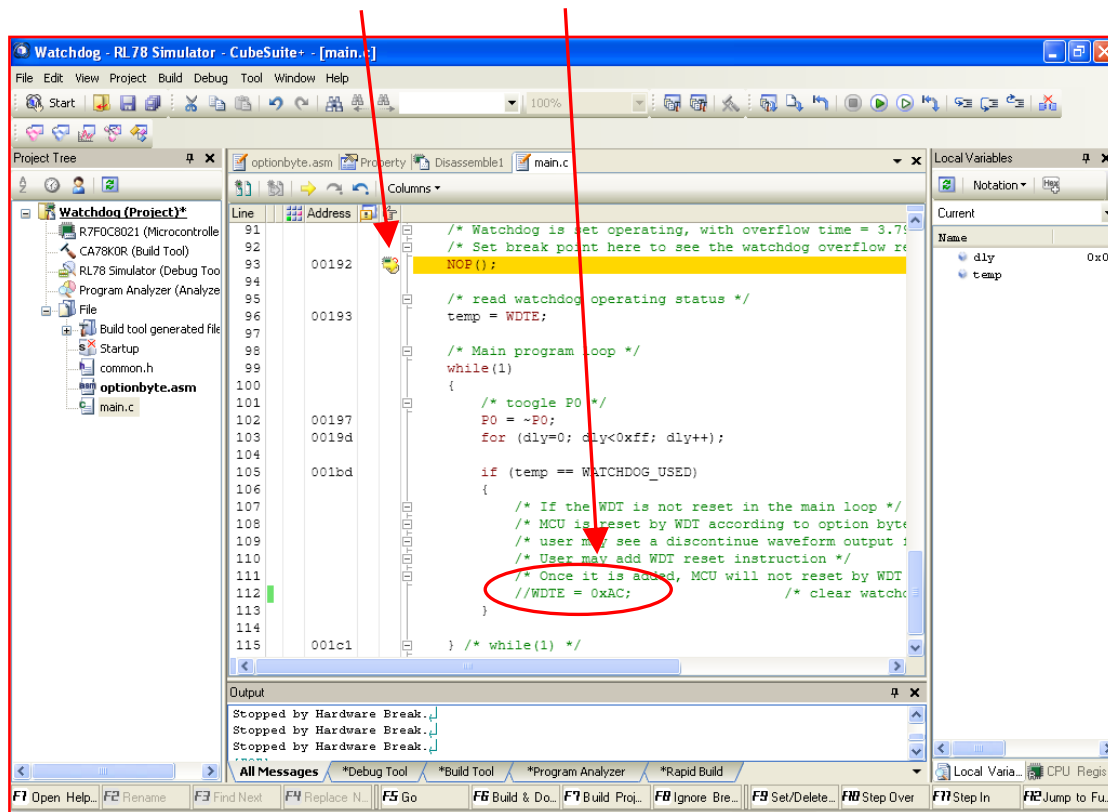 Watchdog - RL78 Simulator - CubeSuite+ - [main.c]
File Edit View Project Build Debug Tool Window Help
Start 100%
Project Tree
Watchdog (Project)*
R7F0C8021 (Microcontrolle
CA78K0R (Build Tool)
RL78 Simulator (Debug Too
Program Analyzer (Analyze
File
Build tool generated file
Startup
common.h
optionbyte.asm
main.c
optionbyte.asm Property Disassemble1 main.c
Columns
Line Address
91 /* Watchdog is set operating, with overflow time = 3.79
92 /* Set break point here to see the watchdog overflow re
93 00192 NOP();
94
95 /* read watchdog operating status */
96 00193 temp = WDTE;
97
98 /* Main program loop */
99 while(1)
100 {
101 /* toogle P0 */
102 00197 P0 = ~P0;
103 0019d for (dly=0; dly<0xff; dly++);
104
105 001bd if (temp == WATCHDOG_USED)
106 {
107 /* If the WDT is not reset in the main loop */
108 /* MCU is reset by WDT according to option byte
109 /* user may see a discontinue waveform output
110 /* User may add WDT reset instruction */
111 /* Once it is added, MCU will not reset by WDT
112 //WDTE = 0xAC; /* clear watchd
113 }
114
115 001c1 } /* while(1) */
Output
Stopped by Hardware Break.
Stopped by Hardware Break.
Stopped by Hardware Break.
All Messages *Debug Tool *Build Tool *Program Analyzer *Rapid Build
Local Variables
Notation Hex
Current
Name
dly 0x0
temp
Local Varia... CPU Regis
F1 Open Help... F2 Rename F3 Find Next F4 Replace N... F5 Go F6 Build & Do... F7 Build Proj... F8 Ignore Bre... F9 Set/Delete... F10 Step Over F11 Step In F12 Jump to Fu...